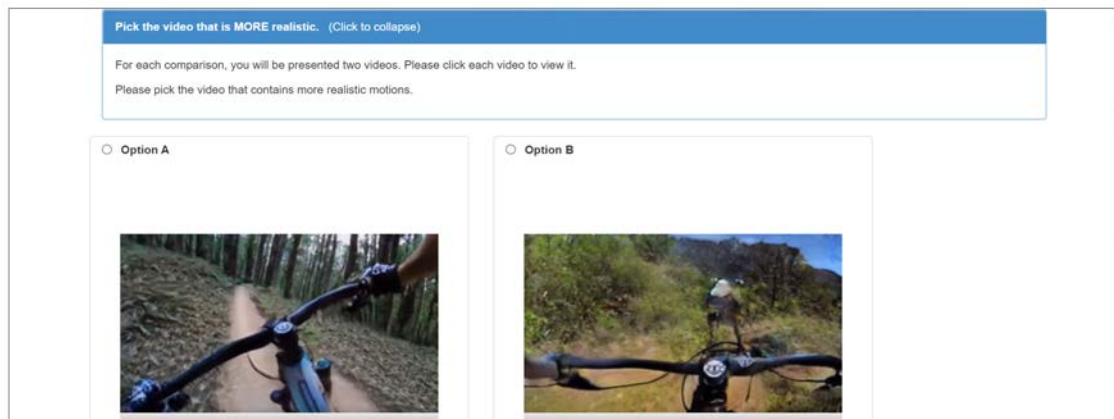 Pick the video that is MORE realistic. (Click to collapse)
For each comparison, you will be presented two videos. Please click each video to view it.
Please pick the video that contains more realistic motions.
Option A
Option B